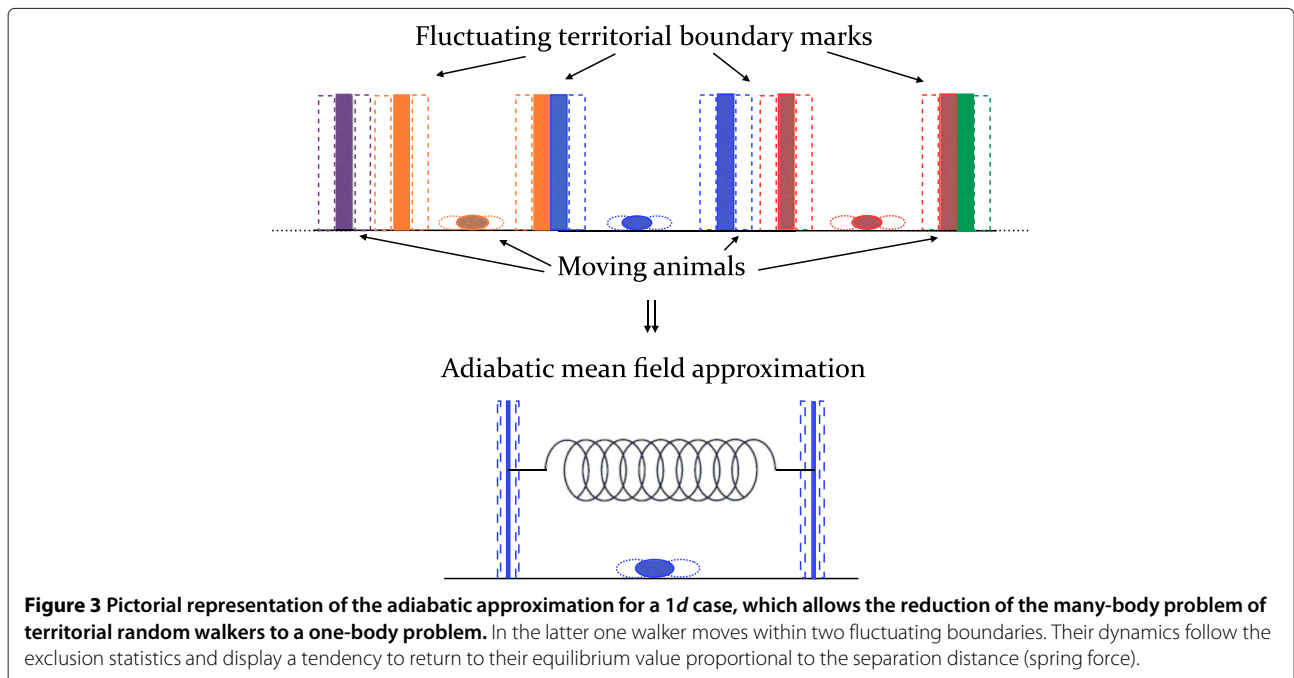 Fluctuating territorial boundary marks
Moving animals
Adiabatic mean field approximation
Figure 3 Pictorial representation of the adiabatic approximation for a 1d case, which allows the reduction of the many-body problem of
territorial random walkers to a one-body problem. In the latter one walker moves within two fluctuating boundaries. Their dynamics follow the
exclusion statistics and display a tendency to return to their equilibrium value proportional to the separation distance (spring force).